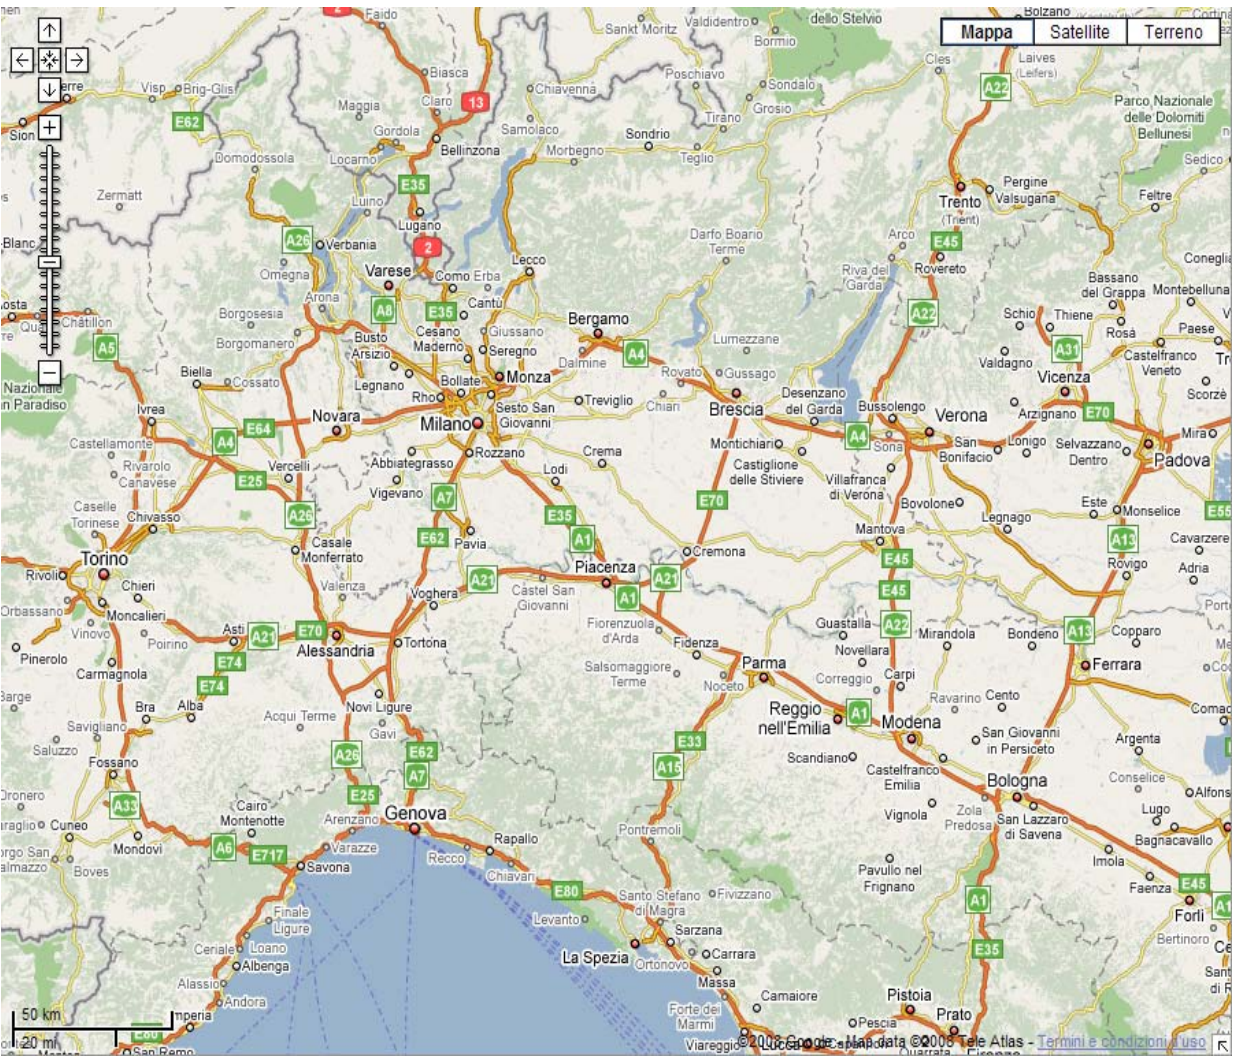 Faido
Sankt Moritz
Valdidentro
dello Stelvio
Bolzano
Bormio
Mappa
Satellite
Terreno
Laives
(Leifers)
Cles
Biasca
Poschiavo
Sondalo
Visp
Brig-Glis
Chiavenna
A22
Claro
13
Grosio
Parco Nazionale
delle Dolomiti
Bellunesi
Maggia
E62
Sion
Gordola
Samolaco
Tirano
Sondrio
Bellinzona
Locarno
Morbegno
Teglio
Domodossola
Sedico
E35
Zermatt
Luino
Trento
(Trient)
Pergine
Valsugana
Feltre
Lugano
A26
Verbania
2
Darfo Boario
Terme
Arco
E45
Rovereto
Omegna
Varese
Como
Erba
Lecco
Riva del
Garda
Bassano
del Grappa
Montebelluna
Arona
A8
E35
Cantù
Châtillon
Borgosesia
A22
Schio
Thiene
Rosà
Paese
A5
Borgomanero
Busto
Arsizio
Cesano
Maderno
Giussano
Seregno
Bergamo
Dalmine
A4
Lumezzane
A31
Valdagno
Castelfranco
Veneto
Biella
Cossato
Legnano
Bollate
Monza
Rovato
Gussago
Vicenza
Scorzè
Nazionale
Rho
Treviglio
Chiari
Brescia
Desenzano
del Garda
Bussolengo
Verona
Arzignano
E70
Ivrea
Novara
Milano
Sesto San
Giovanni
E64
A4
A4
Sona
San
Bonifacio
Lonigo
Selvazzano
Dentro
Mira
Padova
Castellamonte
Rozzano
Montichiari
Castiglione
delle Stiviere
Rivarolo
Canavese
Vercelli
E25
Abbiategrasso
Lodi
Crema
Villafranca
di Verona
Vigevano
A7
E70
Bovolone
Este
Monselice
E55
Caselle
Torinese
Chivasso
A26
E35
Legnago
Mantova
A13
Cavarzere
Casale
Monferrato
E62
Pavia
A1
Cremona
E45
Rovigo
Adria
Torino
Rivoli
Chieri
Piacenza
A21
Castel San
Giovanni
A21
A1
E45
Orbassano
Moncalieri
Valenza
Voghera
Vinovo
Poirino
Asti
A21
E70
Alessandria
Tortona
Fiorenzuola
d'Arda
Fidenza
Guastalla
A22
Mirandola
Bondeno
A13
Copparo
Novellara
Pinerolo
E74
Carmagnola
E74
Salsomaggiore
Terme
Noceto
Parma
Correggio
Carpi
Ferrara
Bra
Alba
Acqui Terme
Novi Ligure
Gavi
Reggio
nell'Emilia
A1
Modena
Ravarino
Cento
Savigliano
Saluzzo
Fossano
A26
E62
E33
A15
Scandiano
San Giovanni
in Persiceto
Argenta
A7
Castelfranco
Emilia
Bologna
Conselice
E25
A33
Cairo
Montenotte
Genova
Arenzano
Varazze
Vignola
Zola
Predosa
San Lazzaro
di Savena
Lugo
Bagnacavallo
Cuneo
Mondovì
A6
E717
Savona
Recco
Rapallo
Chiavari
Pontremoli
Boves
Pavullo nel
Frignano
Imola
Faenza
E45
Forlì
E80
Levanto
Santo Stefano
di Magra
Fivizzano
A1
Finale
Ligure
Ceriale
Loano
Albenga
Alassio
Andora
La Spezia
Sarzana
Ortonovo
Carrara
Massa
E35
Bertinoro
50 km
20 mi
San Remo
Forte dei
Marmi
Camaiore
Viareggio
Pescia
Pistoia
Prato
Quarrata
©2008 Google - Map data ©2008 Tele Atlas - Termini e condizioni d'uso